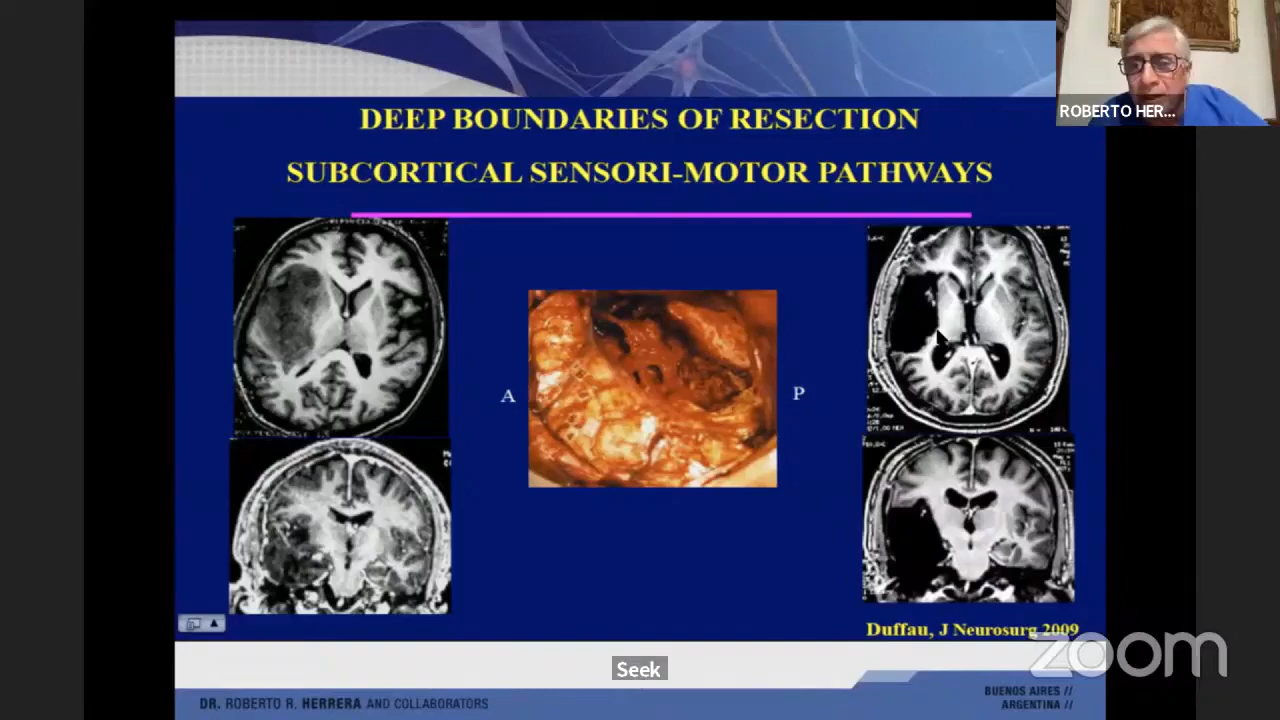 ROBERTO HER...
DEEP BOUNDARIES OF RESECTION
SUBCORTICAL SENSORI-MOTOR PATHWAYS
A
P
Duffau, J Neurosurg 2009
zoom
Seek
DR. ROBERTO R. HERRERA AND COLLABORATORS
BUENOS AIRES //
ARGENTINA //